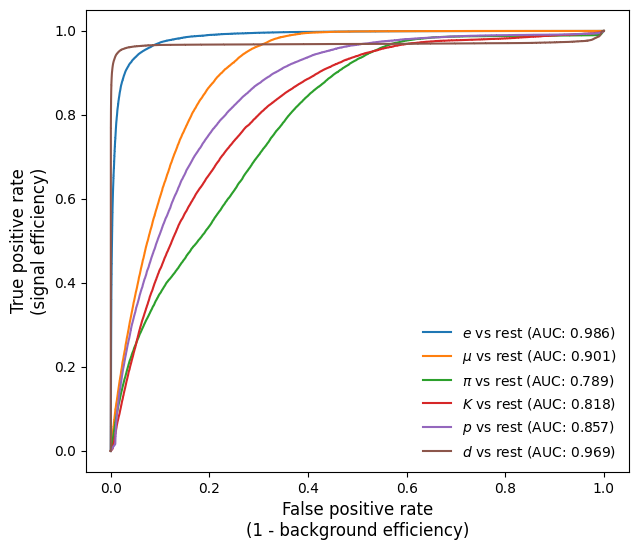 True positive rate
(signal efficiency)
1.0
0.8
0.6
0.4
0.2
0.0
e vs rest (AUC: 0.986)
μ vs rest (AUC: 0.901)
π vs rest (AUC: 0.789)
K vs rest (AUC: 0.818)
p vs rest (AUC: 0.857)
d vs rest (AUC: 0.969)
0.0 0.2 0.4 0.6 0.8 1.0
False positive rate
(1 - background efficiency)